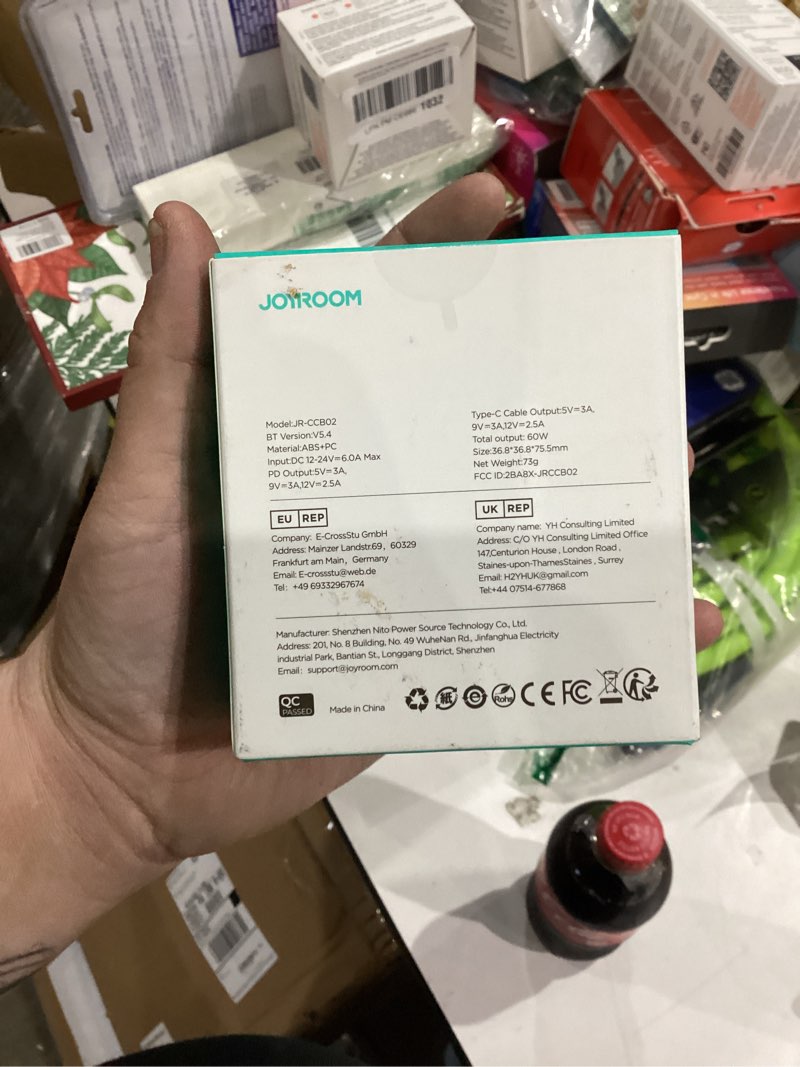 1032
JOYROOM
Model:JR-CCB02
BT Version:V5.4
Material:ABS+PC
Input:DC 12-24V⎓6.0A Max
PD Output:5V⎓3A,
9V⎓3A,12V⎓2.5A
Type-C Cable Output:5V⎓3A,
9V⎓3A,12V⎓2.5A
Total output: 60W
Size:36.8*36.8*75.5mm
Net Weight:73g
FCC ID:2BA8X-JRCCB02
EU REP
Company: E-CrossStu GmbH
Address: Mainzer Landstr.69, 60329
Frankfurt am Main, Germany
Email: E-crossstu@web.de
Tel: +49 69332967674
UK REP
Company name: YH Consulting Limited
Address: C/O YH Consulting Limited Office
147,Centurion House , London Road ,
Staines-upon-ThamesStaines , Surrey
Email: H2YHUK@gmail.com
Tel:+44 07514-677868
Manufacturer: Shenzhen Nito Power Source Technology Co., Ltd.
Address: 201, No. 8 Building, No. 49 WuheNan Rd., Jinfanghua Electricity
industrial Park, Bantian St., Longgang District, Shenzhen
Email: support@joyroom.com
QC
PASSED
Made in China
紙
e
RoHS
CE
FC